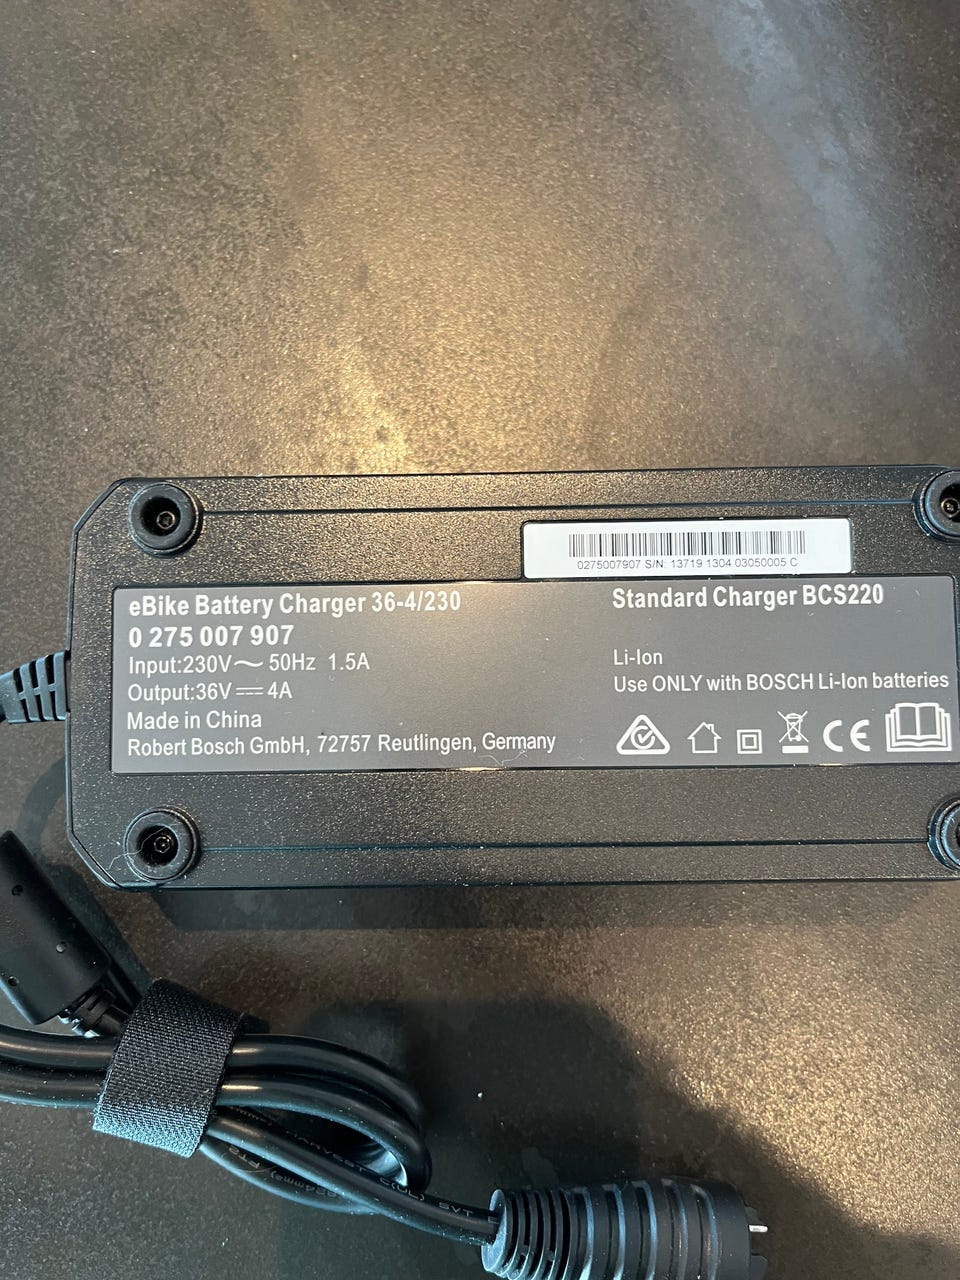 0275007907 S/N: 13719 1304 03050005 C
eBike Battery Charger 36-4/230
0 275 007 907
Input:230V~ 50Hz 1.5A
Output:36V⎓4A
Made in China
Robert Bosch GmbH, 72757 Reutlingen, Germany
Standard Charger BCS220
Li-Ion
Use ONLY with BOSCH Li-Ion batteries
CE
SVT